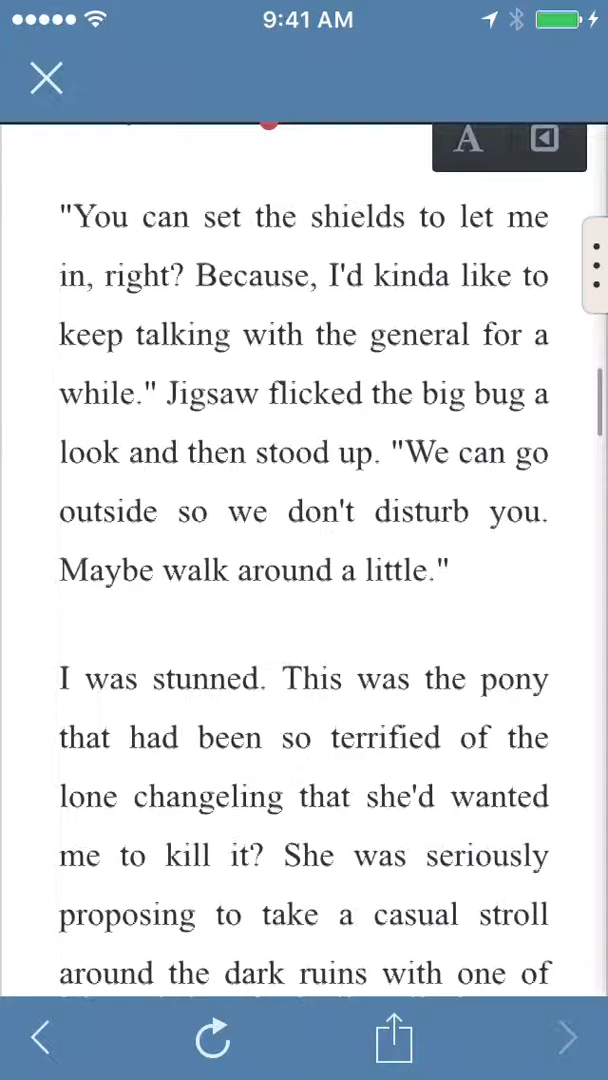 9:41 AM
A
"You can set the shields to let me
in, right? Because, I'd kinda like to
keep talking with the general for a
while." Jigsaw flicked the big bug a
look and then stood up. "We can go
outside so we don't disturb you.
Maybe walk around a little."
I was stunned. This was the pony
that had been so terrified of the
lone changeling that she'd wanted
me to kill it? She was seriously
proposing to take a casual stroll
around the dark ruins with one of